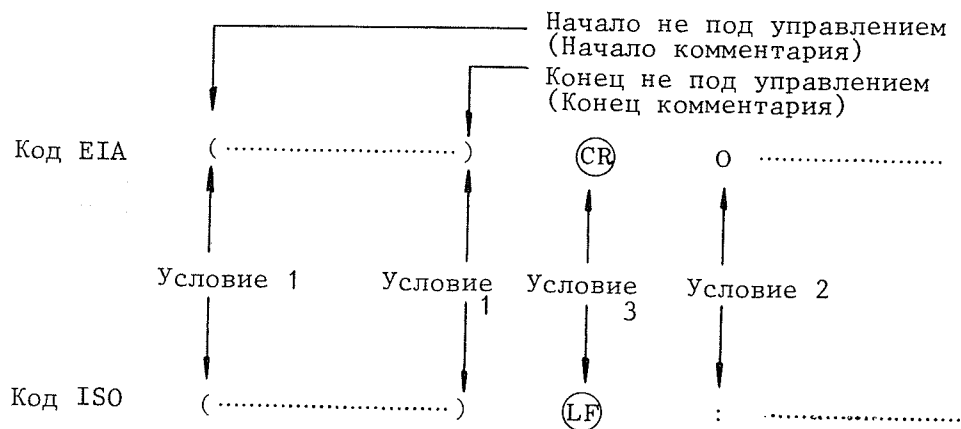 Начало не под управлением
(Начало комментария)
Конец не под управлением
(Конец комментария)
Код EIA ( ........................... ) CR O .....................
Условие 1 Условие 1 Условие 3 Условие 2
Код ISO ( ........................... ) LF : .....................